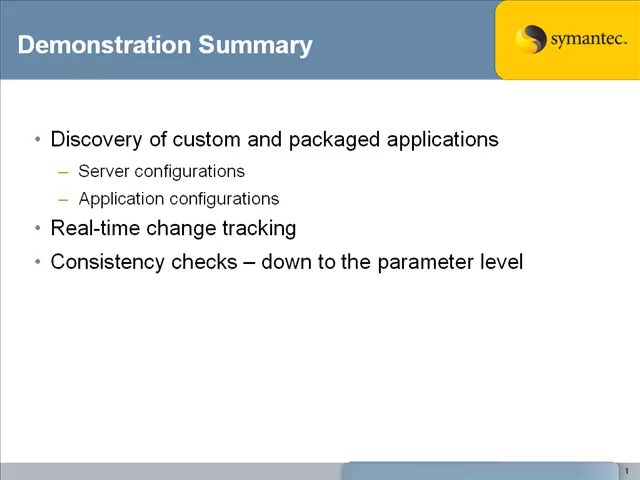 Demonstration Summary
symantec™
• Discovery of custom and packaged applications
– Server configurations
– Application configurations
• Real-time change tracking
• Consistency checks – down to the parameter level
1